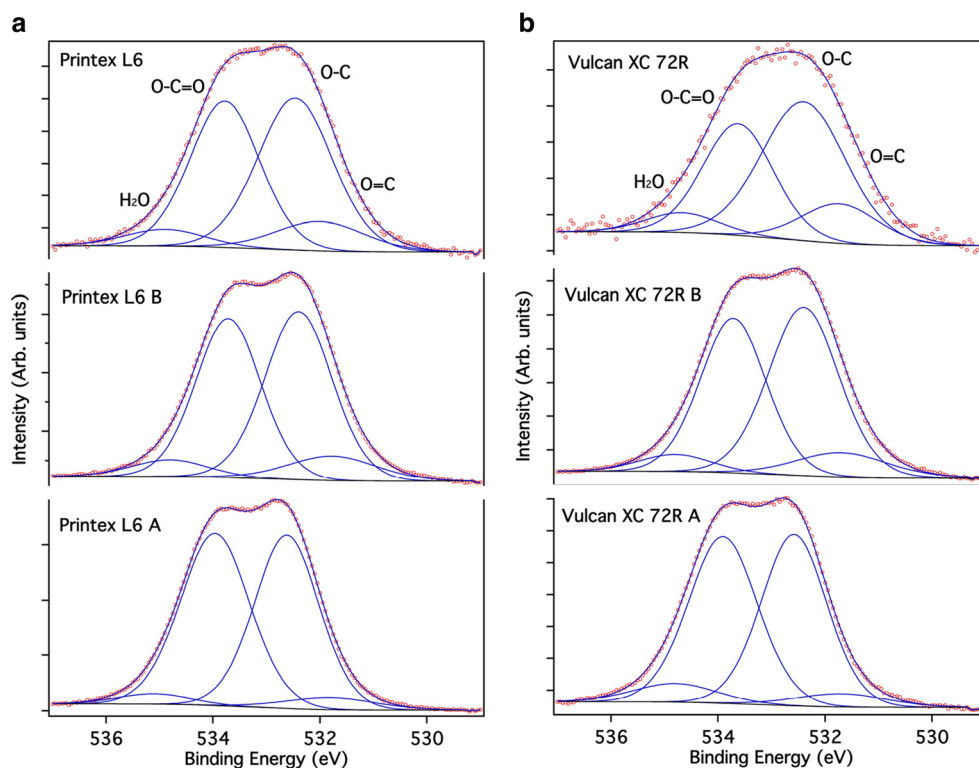 a
Printex L6
O-C=O
O-C
H2O
O=C
Printex L6 B
Printex L6 A
Intensity (Arb. units)
536 534 532 530
Binding Energy (eV)
b
Vulcan XC 72R
O-C
O-C=O
O=C
H2O
Vulcan XC 72R B
Vulcan XC 72R A
Intensity (Arb. units)
536 534 532 530
Binding Energy (eV)